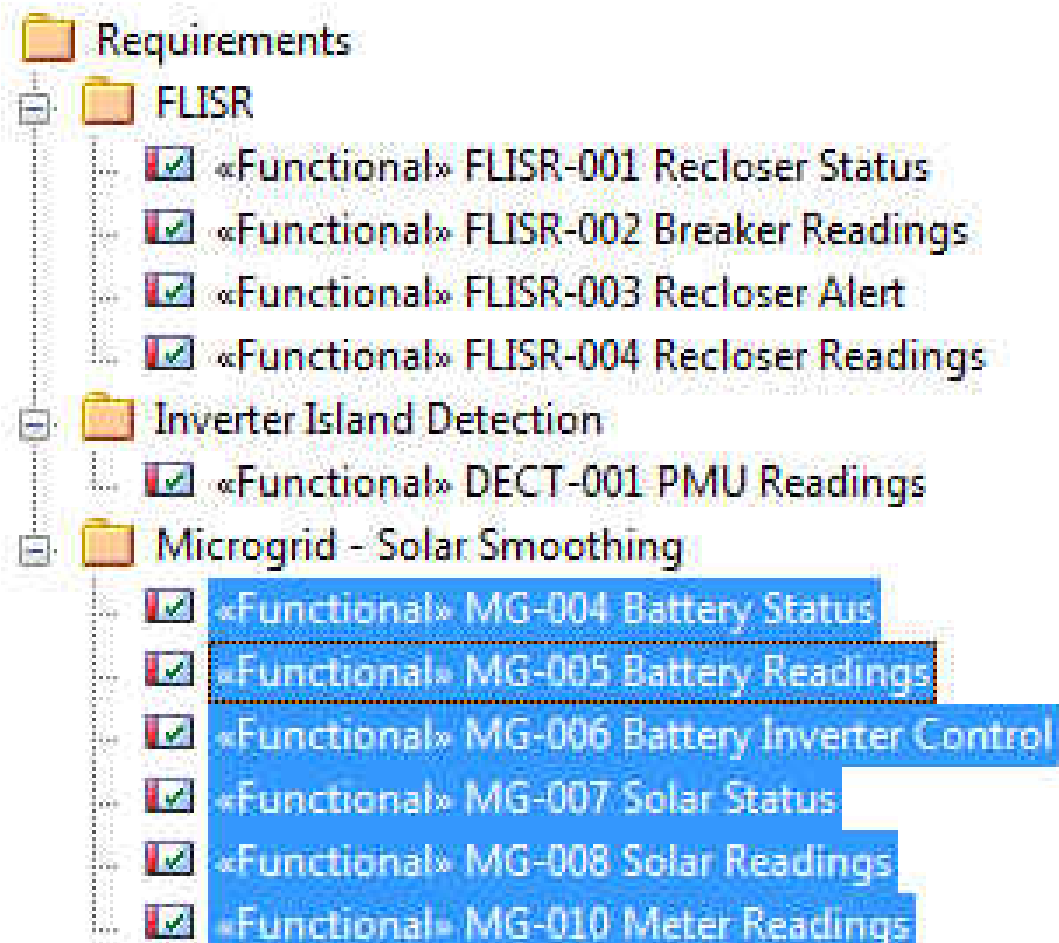 Requirements
FLISR
«Functional» FLISR-001 Recloser Status
«Functional» FLISR-002 Breaker Readings
«Functional» FLISR-003 Recloser Alert
«Functional» FLISR-004 Recloser Readings
Inverter Island Detection
«Functional» DECT-001 PMU Readings
Microgrid - Solar Smoothing
«Functional» MG-004 Battery Status
«Functional» MG-005 Battery Readings
«Functional» MG-006 Battery Inverter Control
«Functional» MG-007 Solar Status
«Functional» MG-008 Solar Readings
«Functional» MG-010 Meter Readings